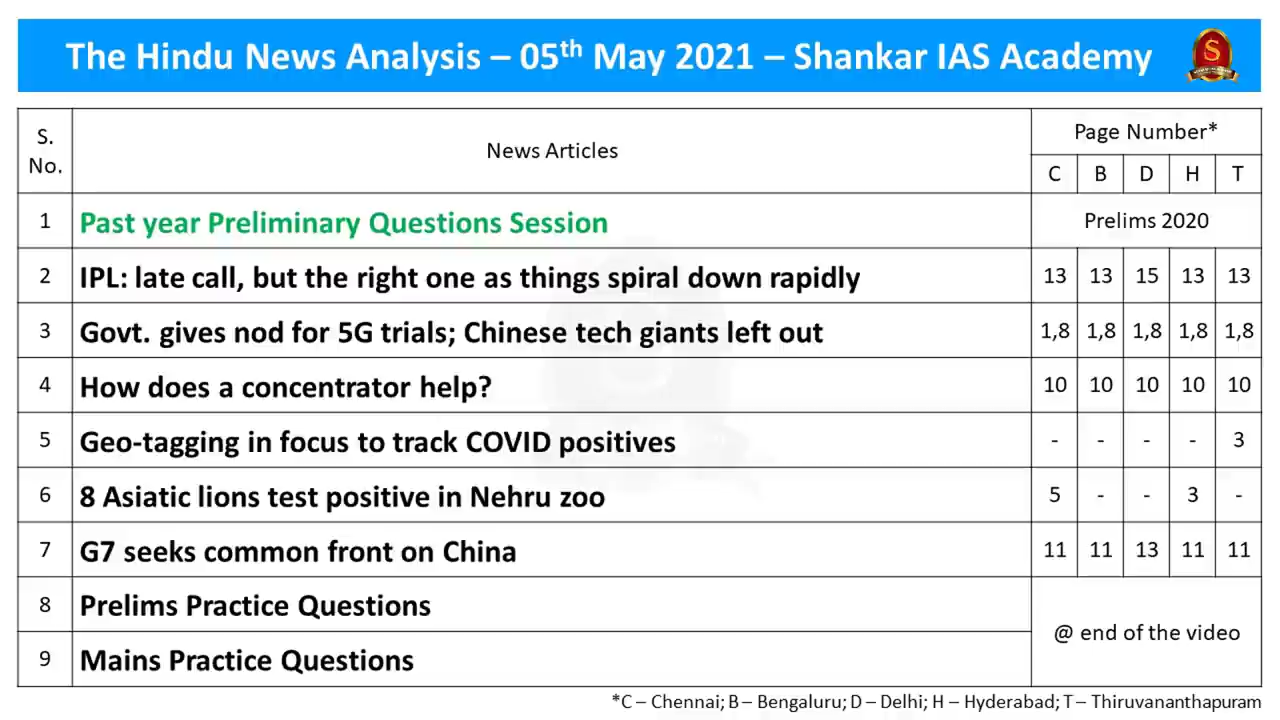 The Hindu News Analysis – 05th May 2021 – Shankar IAS Academy
S. No. News Articles Page Number*
C B D H T
1 Past year Preliminary Questions Session Prelims 2020
2 IPL: late call, but the right one as things spiral down rapidly 13 13 15 13 13
3 Govt. gives nod for 5G trials; Chinese tech giants left out 1,8 1,8 1,8 1,8 1,8
4 How does a concentrator help? 10 10 10 10 10
5 Geo-tagging in focus to track COVID positives - - - - 3
6 8 Asiatic lions test positive in Nehru zoo 5 - - 3 -
7 G7 seeks common front on China 11 11 13 11 11
8 Prelims Practice Questions @ end of the video
9 Mains Practice Questions
*C – Chennai; B – Bengaluru; D – Delhi; H – Hyderabad; T – Thiruvananthapuram